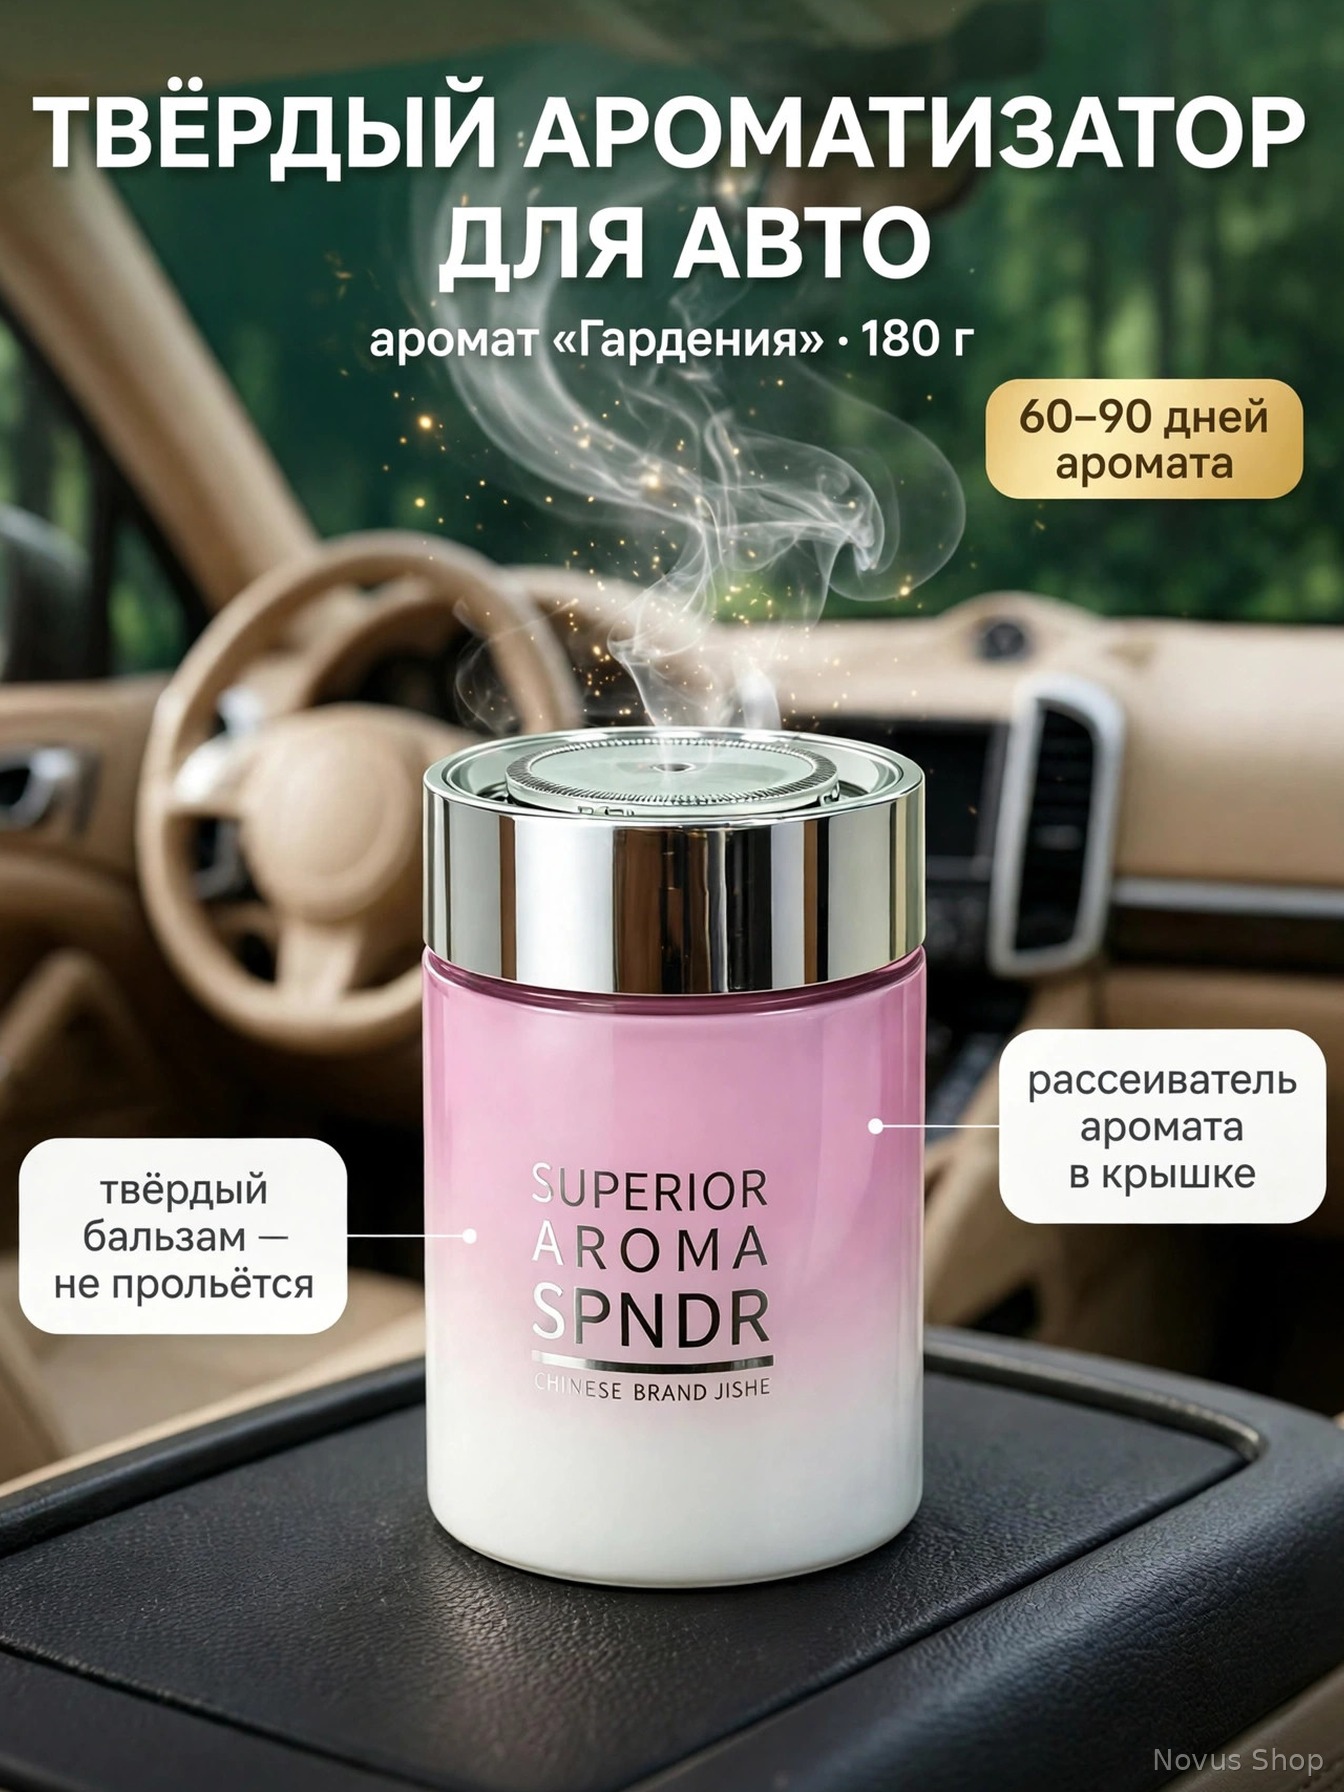 ТВЁРДЫЙ АРОМАТИЗАТОР
ДЛЯ АВТО
аромат «Гардения» · 180 г
60–90 дней
аромата
рассеиватель
аромата
в крышке
твёрдый
бальзам —
не прольётся
SUPERIOR
AROMA
SPNDR
CHINESE BRAND JISHE
Novus Shop